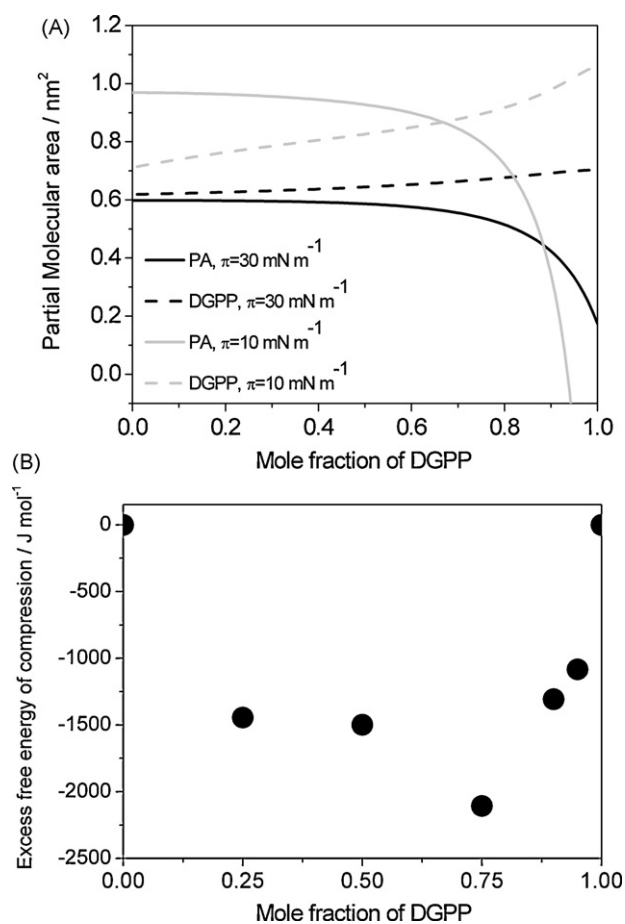 (A)
1.2
1.0
0.8
0.6
0.4
0.2
0.0
Partial Molecular area / nm²
PA, π=30 mN m⁻¹
DGPP, π=30 mN m⁻¹
PA, π=10 mN m⁻¹
DGPP, π=10 mN m⁻¹
0.0 0.2 0.4 0.6 0.8 1.0
Mole fraction of DGPP
(B)
0
-500
-1000
-1500
-2000
-2500
Excess free energy of compression / J mol⁻¹
0.00 0.25 0.50 0.75 1.00
Mole fraction of DGPP